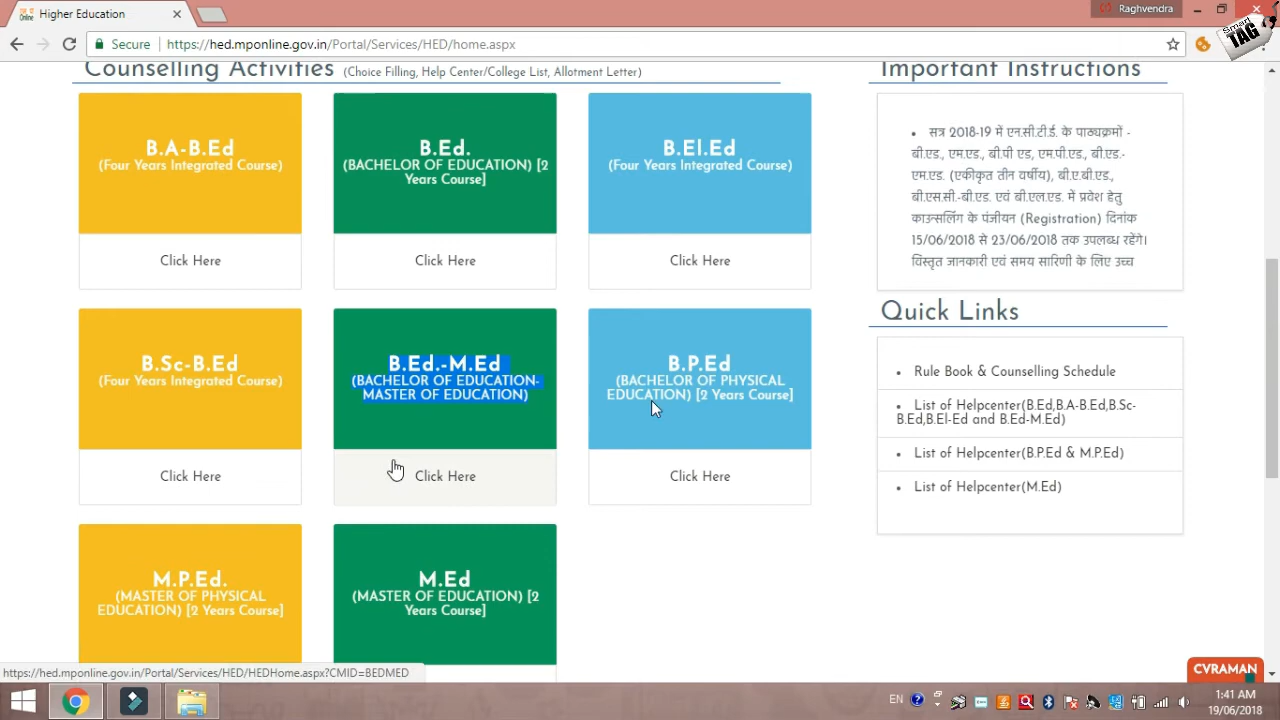 Higher Education
Raghvendra
Smart
TAG
Secure
https://hed.mponline.gov.in/Portal/Services/HED/home.aspx
Counselling Activities (Choice Filling, Help Center/College List, Allotment Letter)
B.A-B.Ed
(Four Years Integrated Course)
Click Here
B.Ed.
(BACHELOR OF EDUCATION) [2
Years Course]
Click Here
B.El.Ed
(Four Years Integrated Course)
Click Here
B.Sc-B.Ed
(Four Years Integrated Course)
Click Here
B.Ed.-M.Ed
(BACHELOR OF EDUCATION-
MASTER OF EDUCATION)
Click Here
B.P.Ed
(BACHELOR OF PHYSICAL
EDUCATION) [2 Years Course]
Click Here
M.P.Ed.
(MASTER OF PHYSICAL
EDUCATION) [2 Years Course]
M.Ed
(MASTER OF EDUCATION) [2
Years Course]
Important Instructions
• सत्र 2018-19 में एन.सी.टी.ई. के पाठ्यक्रमों -
बी.एड., एम.एड., बी.पी एड, एम.पी.एड., बी.एड.-
एम.एड. (एकीकृत तीन वर्षीय), बी.ए.बी.एड.,
बी.एस.सी.-बी.एड. एवं बी.एल.एड. में प्रवेश हेतु
काउन्सलिंग के पंजीयन (Registration) दिनांक
15/06/2018 से 23/06/2018 तक उपलब्ध रहेंगे।
विस्तृत जानकारी एवं समय सारिणी के लिए उच्च
Quick Links
• Rule Book & Counselling Schedule
• List of Helpcenter(B.Ed,B.A-B.Ed,B.Sc-
B.Ed,B.El-Ed and B.Ed-M.Ed)
• List of Helpcenter(B.P.Ed & M.P.Ed)
• List of Helpcenter(M.Ed)
https://hed.mponline.gov.in/Portal/Services/HED/HEDHome.aspx?CMID=BEDMED
CVRAMAN
EN
1:41 AM
19/06/2018